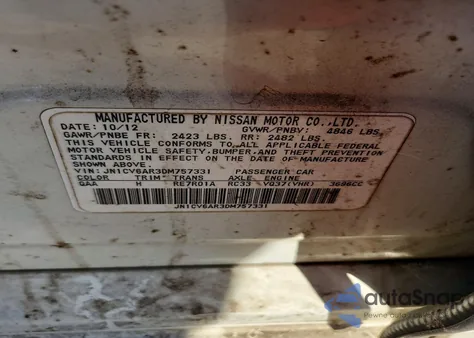 MANUFACTURED BY NISSAN MOTOR CO.,LTD.
DATE: 10/12 GVWR/PNBV: 4846 LBS
GAWR/PNBE FR: 2423 LBS. RR: 2482 LBS
THIS VEHICLE CONFORMS TO ALL APPLICABLE FEDERAL
MOTOR VEHICLE SAFETY, BUMPER, AND THEFT PREVENTION
STANDARDS IN EFFECT ON THE DATE OF MANUFACTURE
SHOWN ABOVE.
VIN: JN1CV6AR3DM757331 PASSENGER CAR
COLOR TRIM TRANS AXLE ENGINE
QAA H RE7R01A RC33 VQ37(VHR) 3696CC
JN1CV6AR3DM757331
autoSnap
Pewne auto